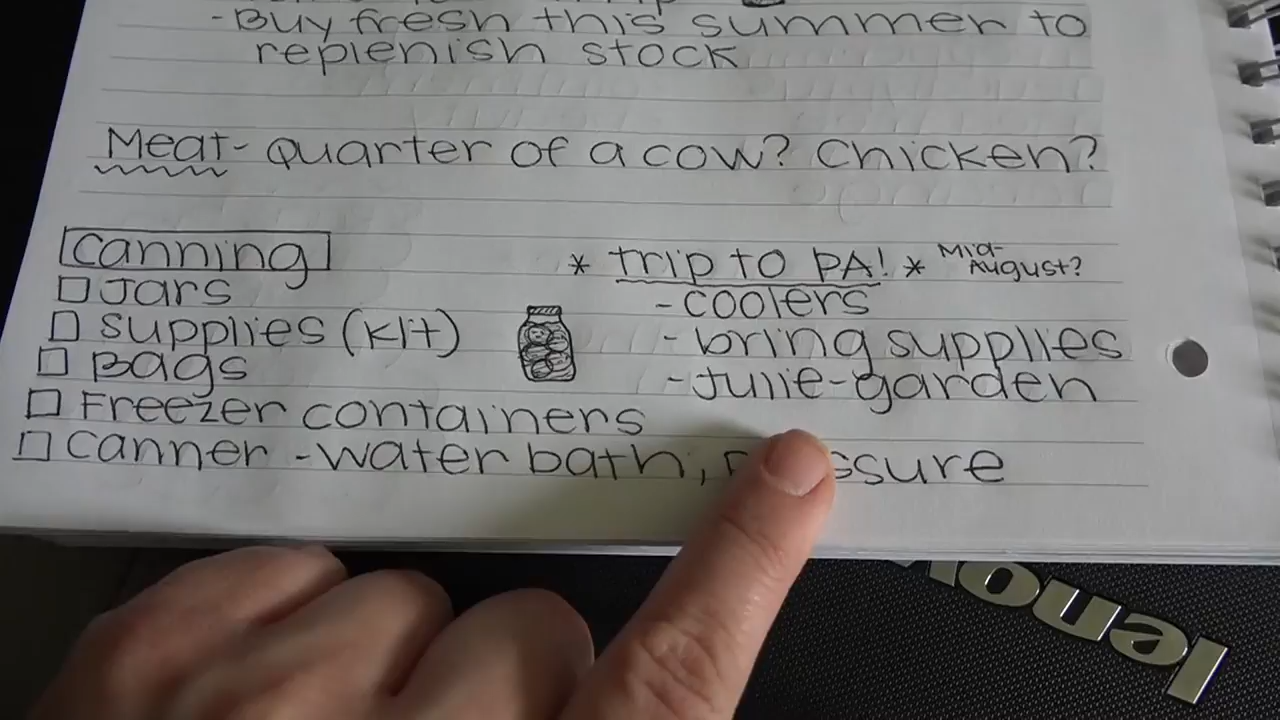 -Buy fresh this summer to
replenish stock
Meat- quarter of a cow? Chicken?
Canning
Jars
supplies (kit)
Bags
Freezer containers
Canner -water bath,
* trip to PA! * Mid-
August?
-coolers
-bring supplies
-Julie-garden